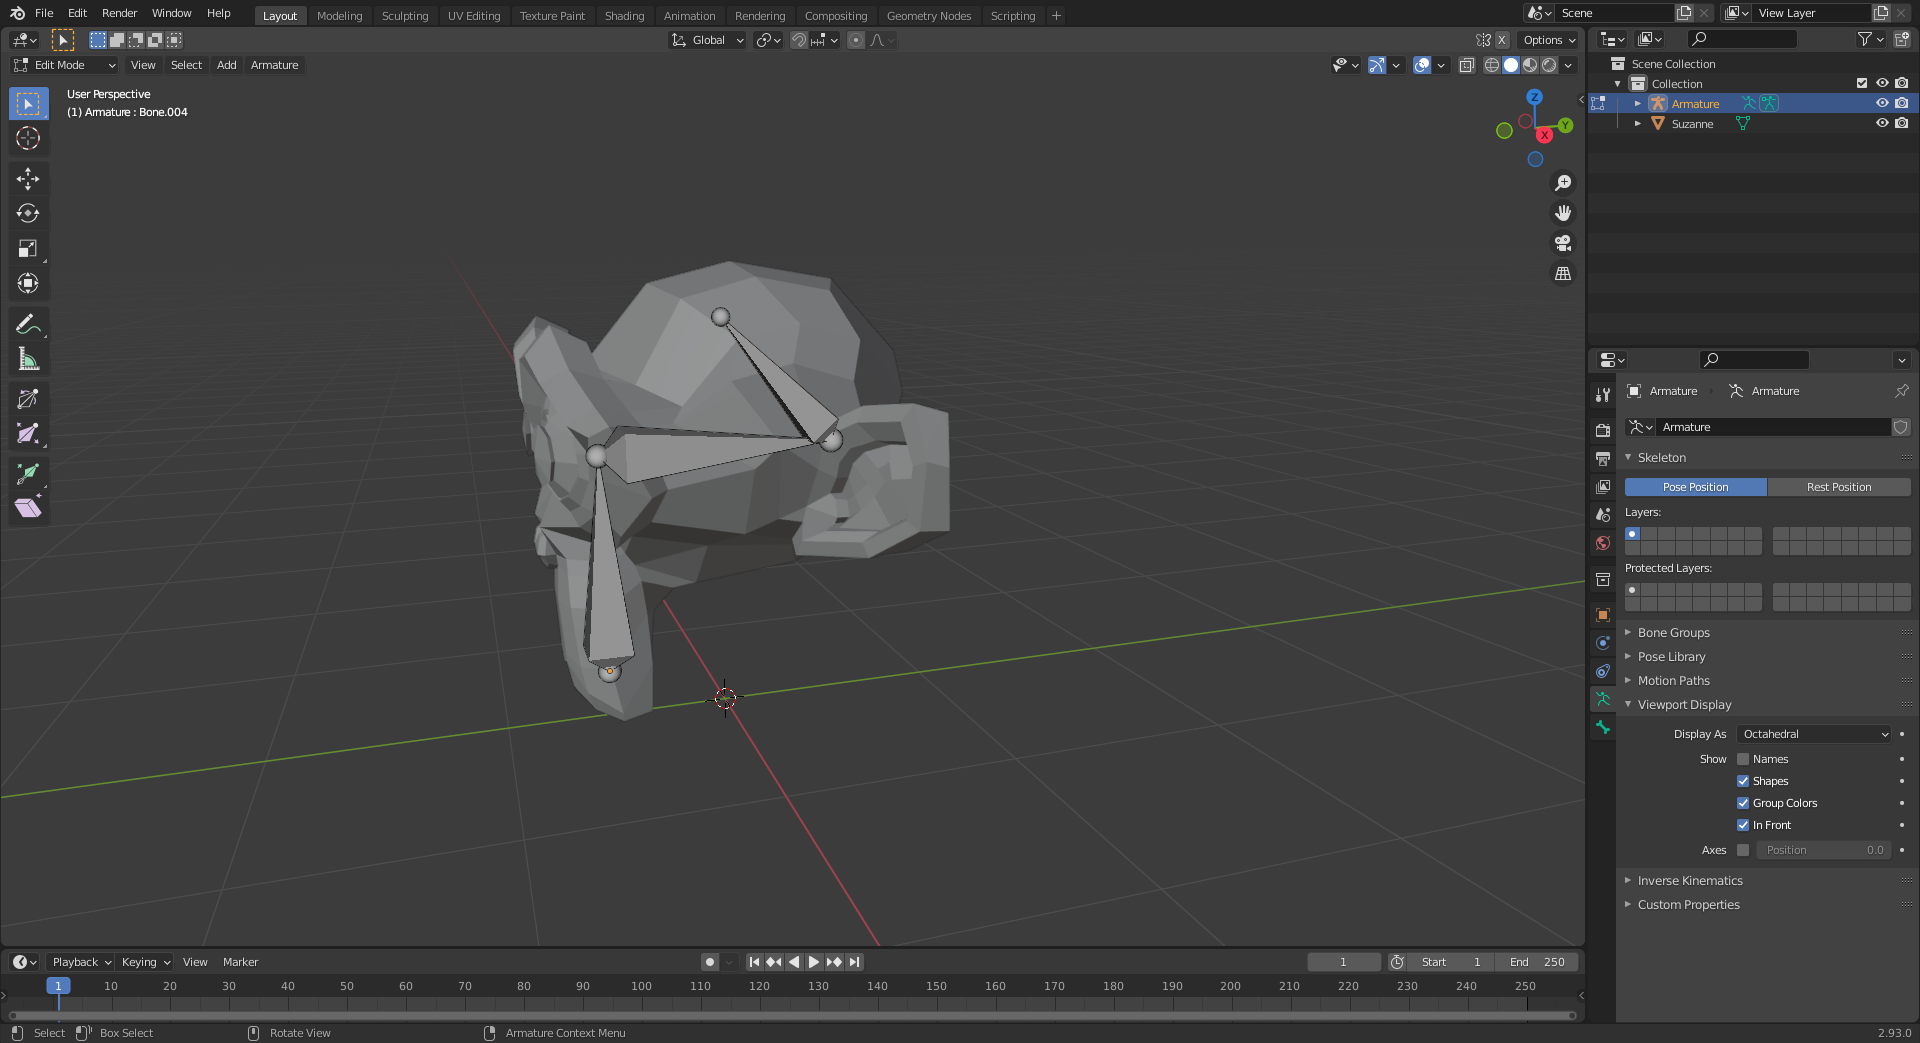 File Edit Render Window Help
Layout Modeling Sculpting UV Editing Texture Paint Shading Animation Rendering Compositing Geometry Nodes Scripting +
Scene
View Layer
Global
X
Options
Edit Mode View Select Add Armature
User Perspective
(1) Armature : Bone.004
Z
Y
X
Scene Collection
Collection
Armature
Suzanne
Armature Armature
Armature
Skeleton
Pose Position Rest Position
Layers:
Protected Layers:
Bone Groups
Pose Library
Motion Paths
Viewport Display
Display As Octahedral
Show Names
Shapes
Group Colors
In Front
Axes Position 0.0
Inverse Kinematics
Custom Properties
Playback Keying View Marker
1 Start 1 End 250
1 10 20 30 40 50 60 70 80 90 100 110 120 130 140 150 160 170 180 190 200 210 220 230 240 250
Select Box Select Rotate View Armature Context Menu 2.93.0